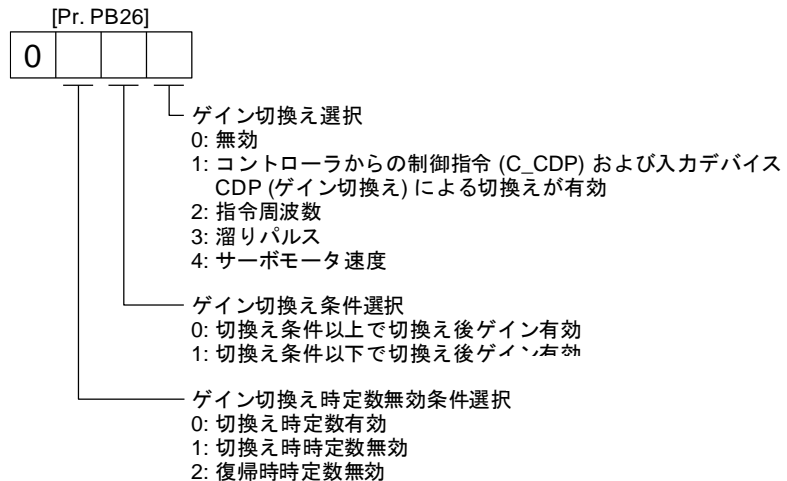 [Pr. PB26]
0
ゲイン切換え選択
0: 無効
1: コントローラからの制御指令 (C_CDP) および入力デバイス
CDP (ゲイン切換え) による切換えが有効
2: 指令周波数
3: 溜りパルス
4: サーボモータ速度
ゲイン切換え条件選択
0: 切換え条件以上で切換え後ゲイン有効
1: 切換え条件以下で切換え後ゲイン有効
ゲイン切換え時定数無効条件選択
0: 切換え時定数有効
1: 切換え時時定数無効
2: 復帰時時定数無効